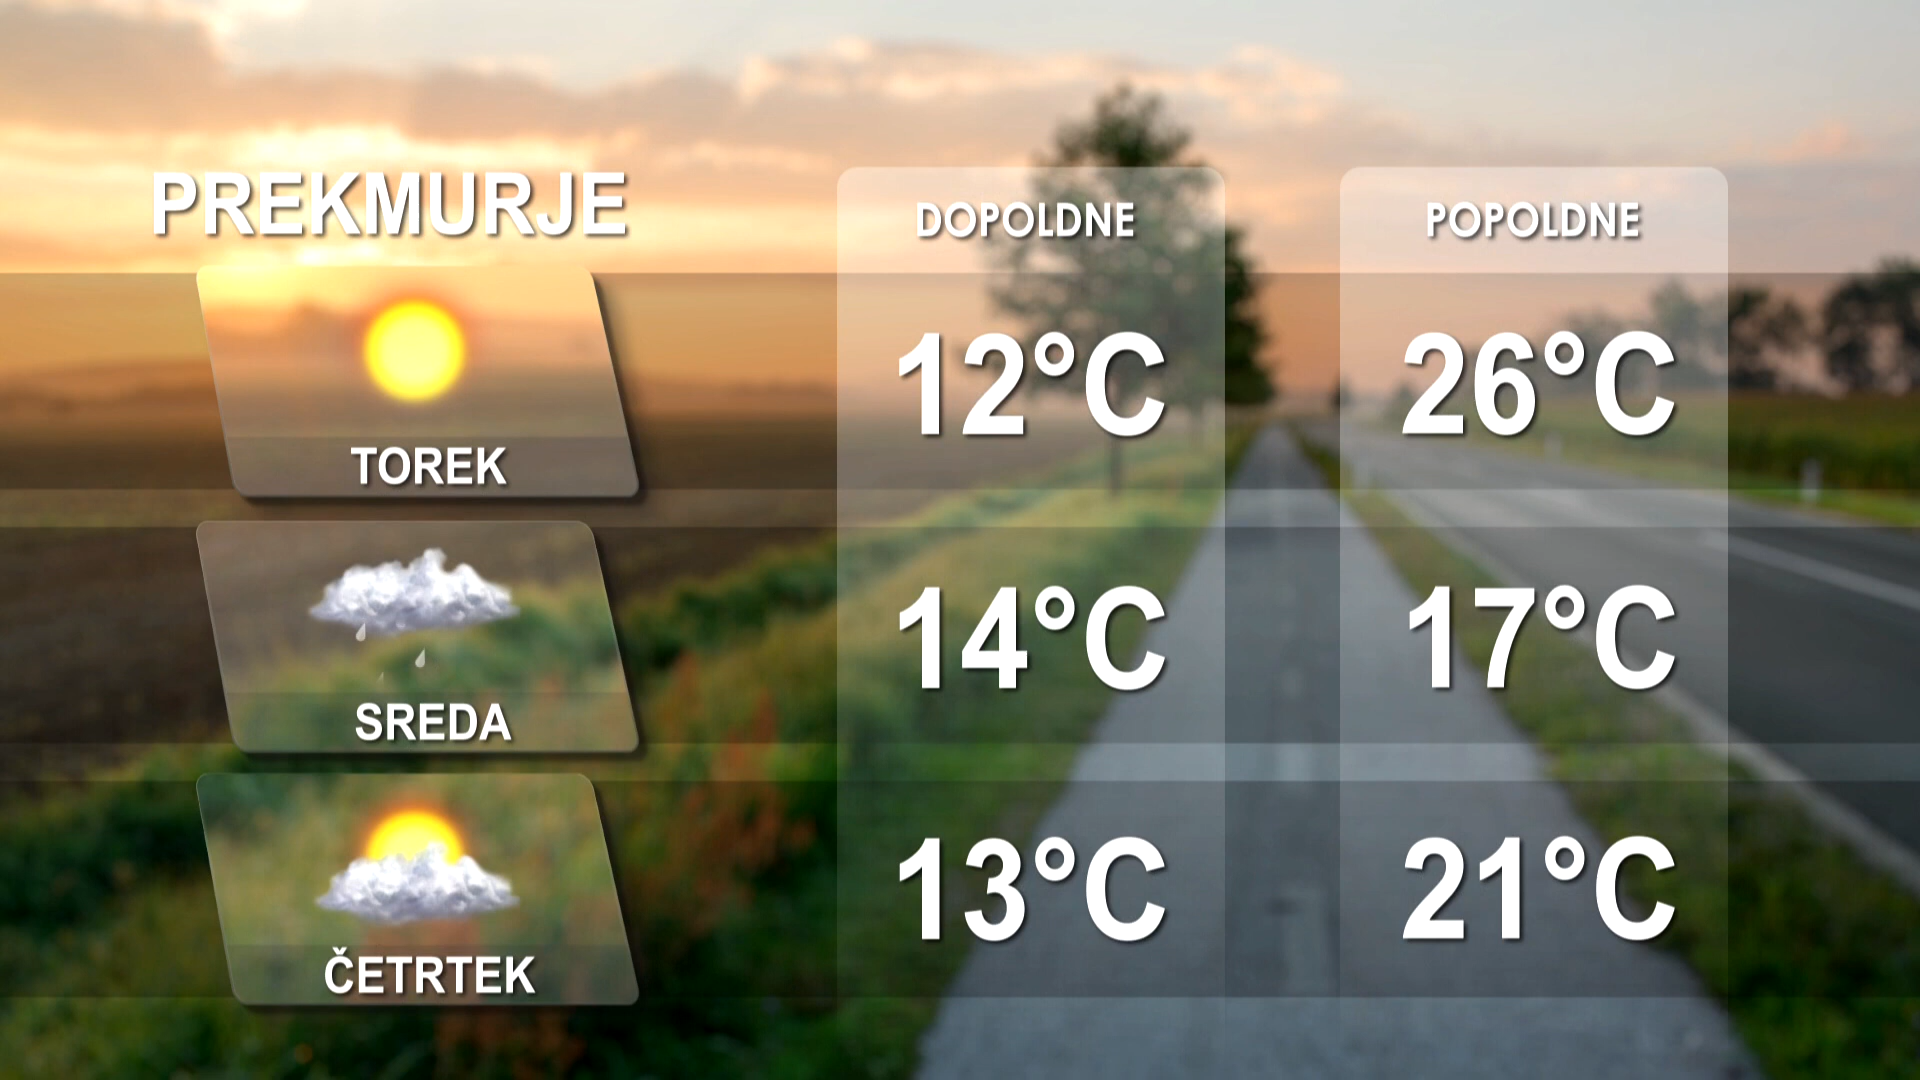 PREKMURJE
DOPOLDNE
POPOLDNE
12°C
26°C
TOREK
14°C
17°C
SREDA
13°C
21°C
ČETRTEK